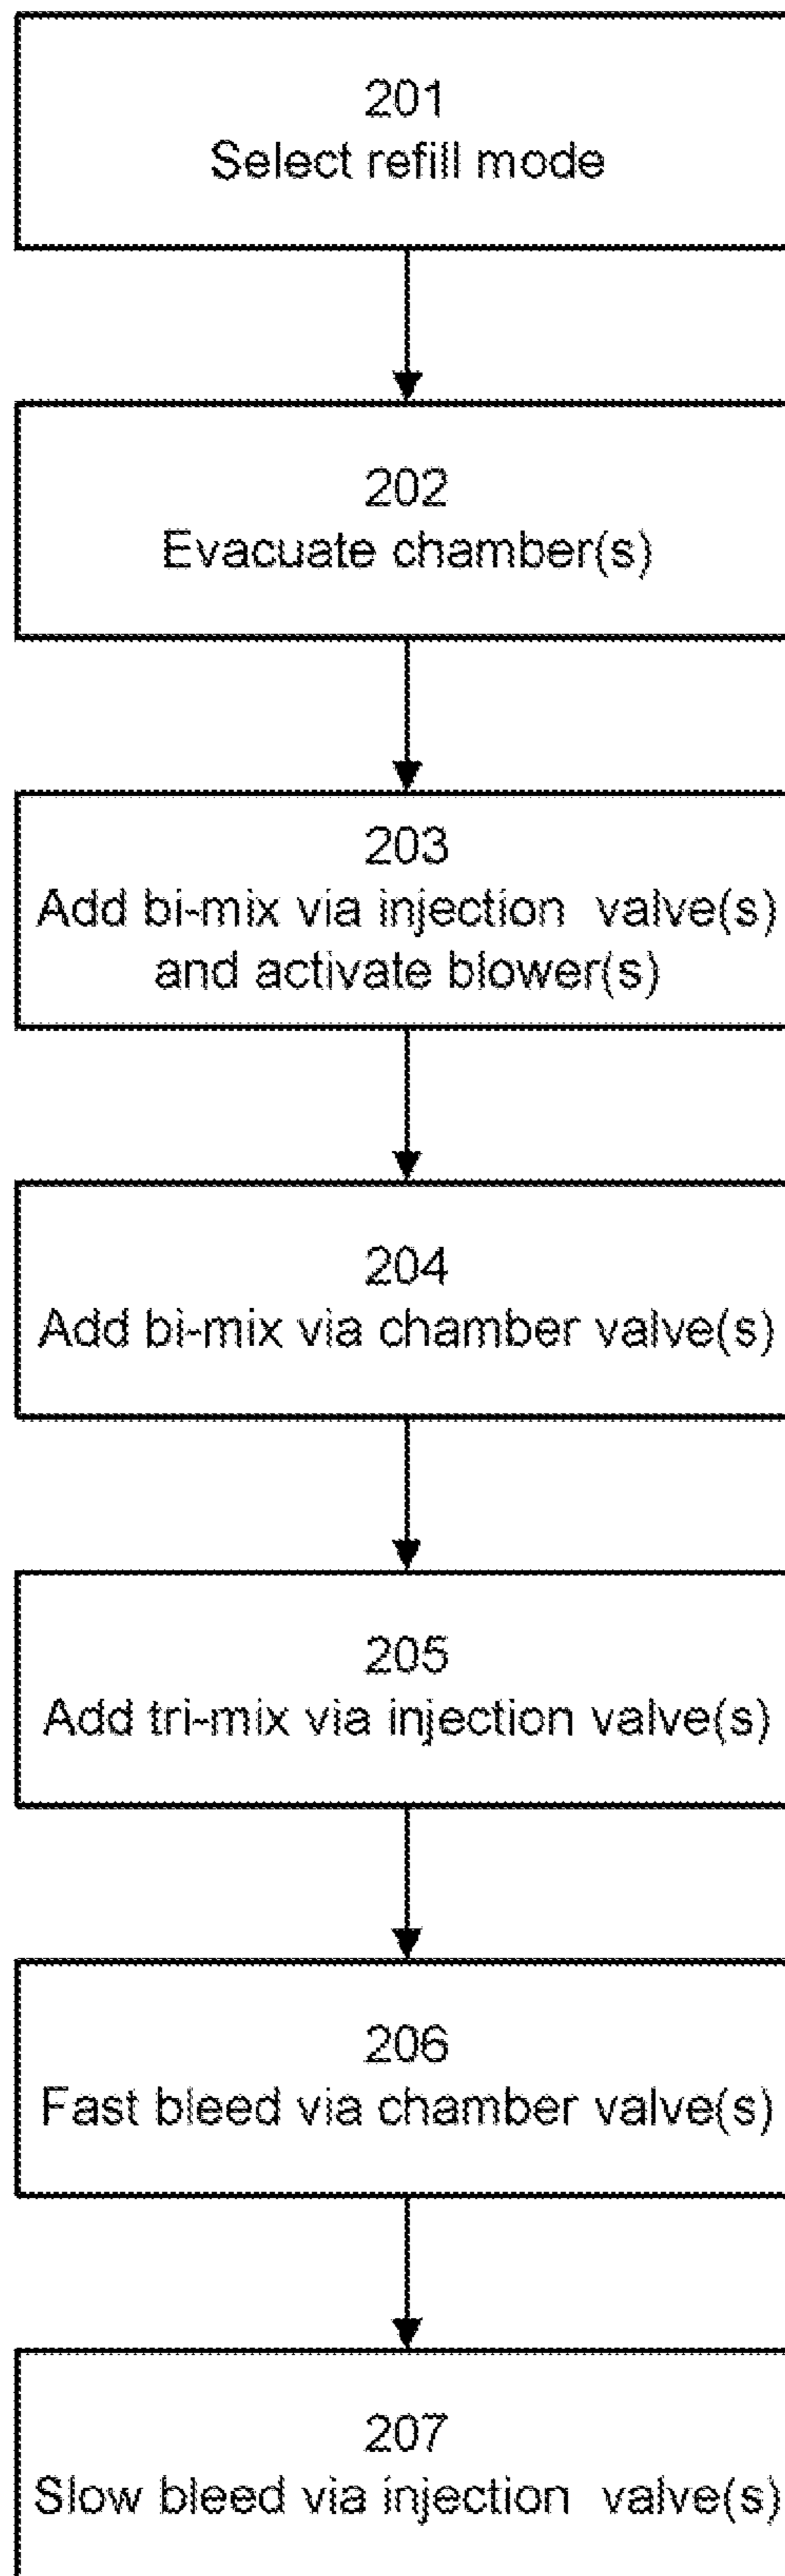 201
Select refill mode
202
Evacuate chamber(s)
203
Add bi-mix via injection valve(s)
and activate blower(s)
204
Add bi-mix via chamber valve(s)
205
Add tri-mix via injection valve(s)
206
Fast bleed via chamber valve(s)
207
Slow bleed via injection valve(s)